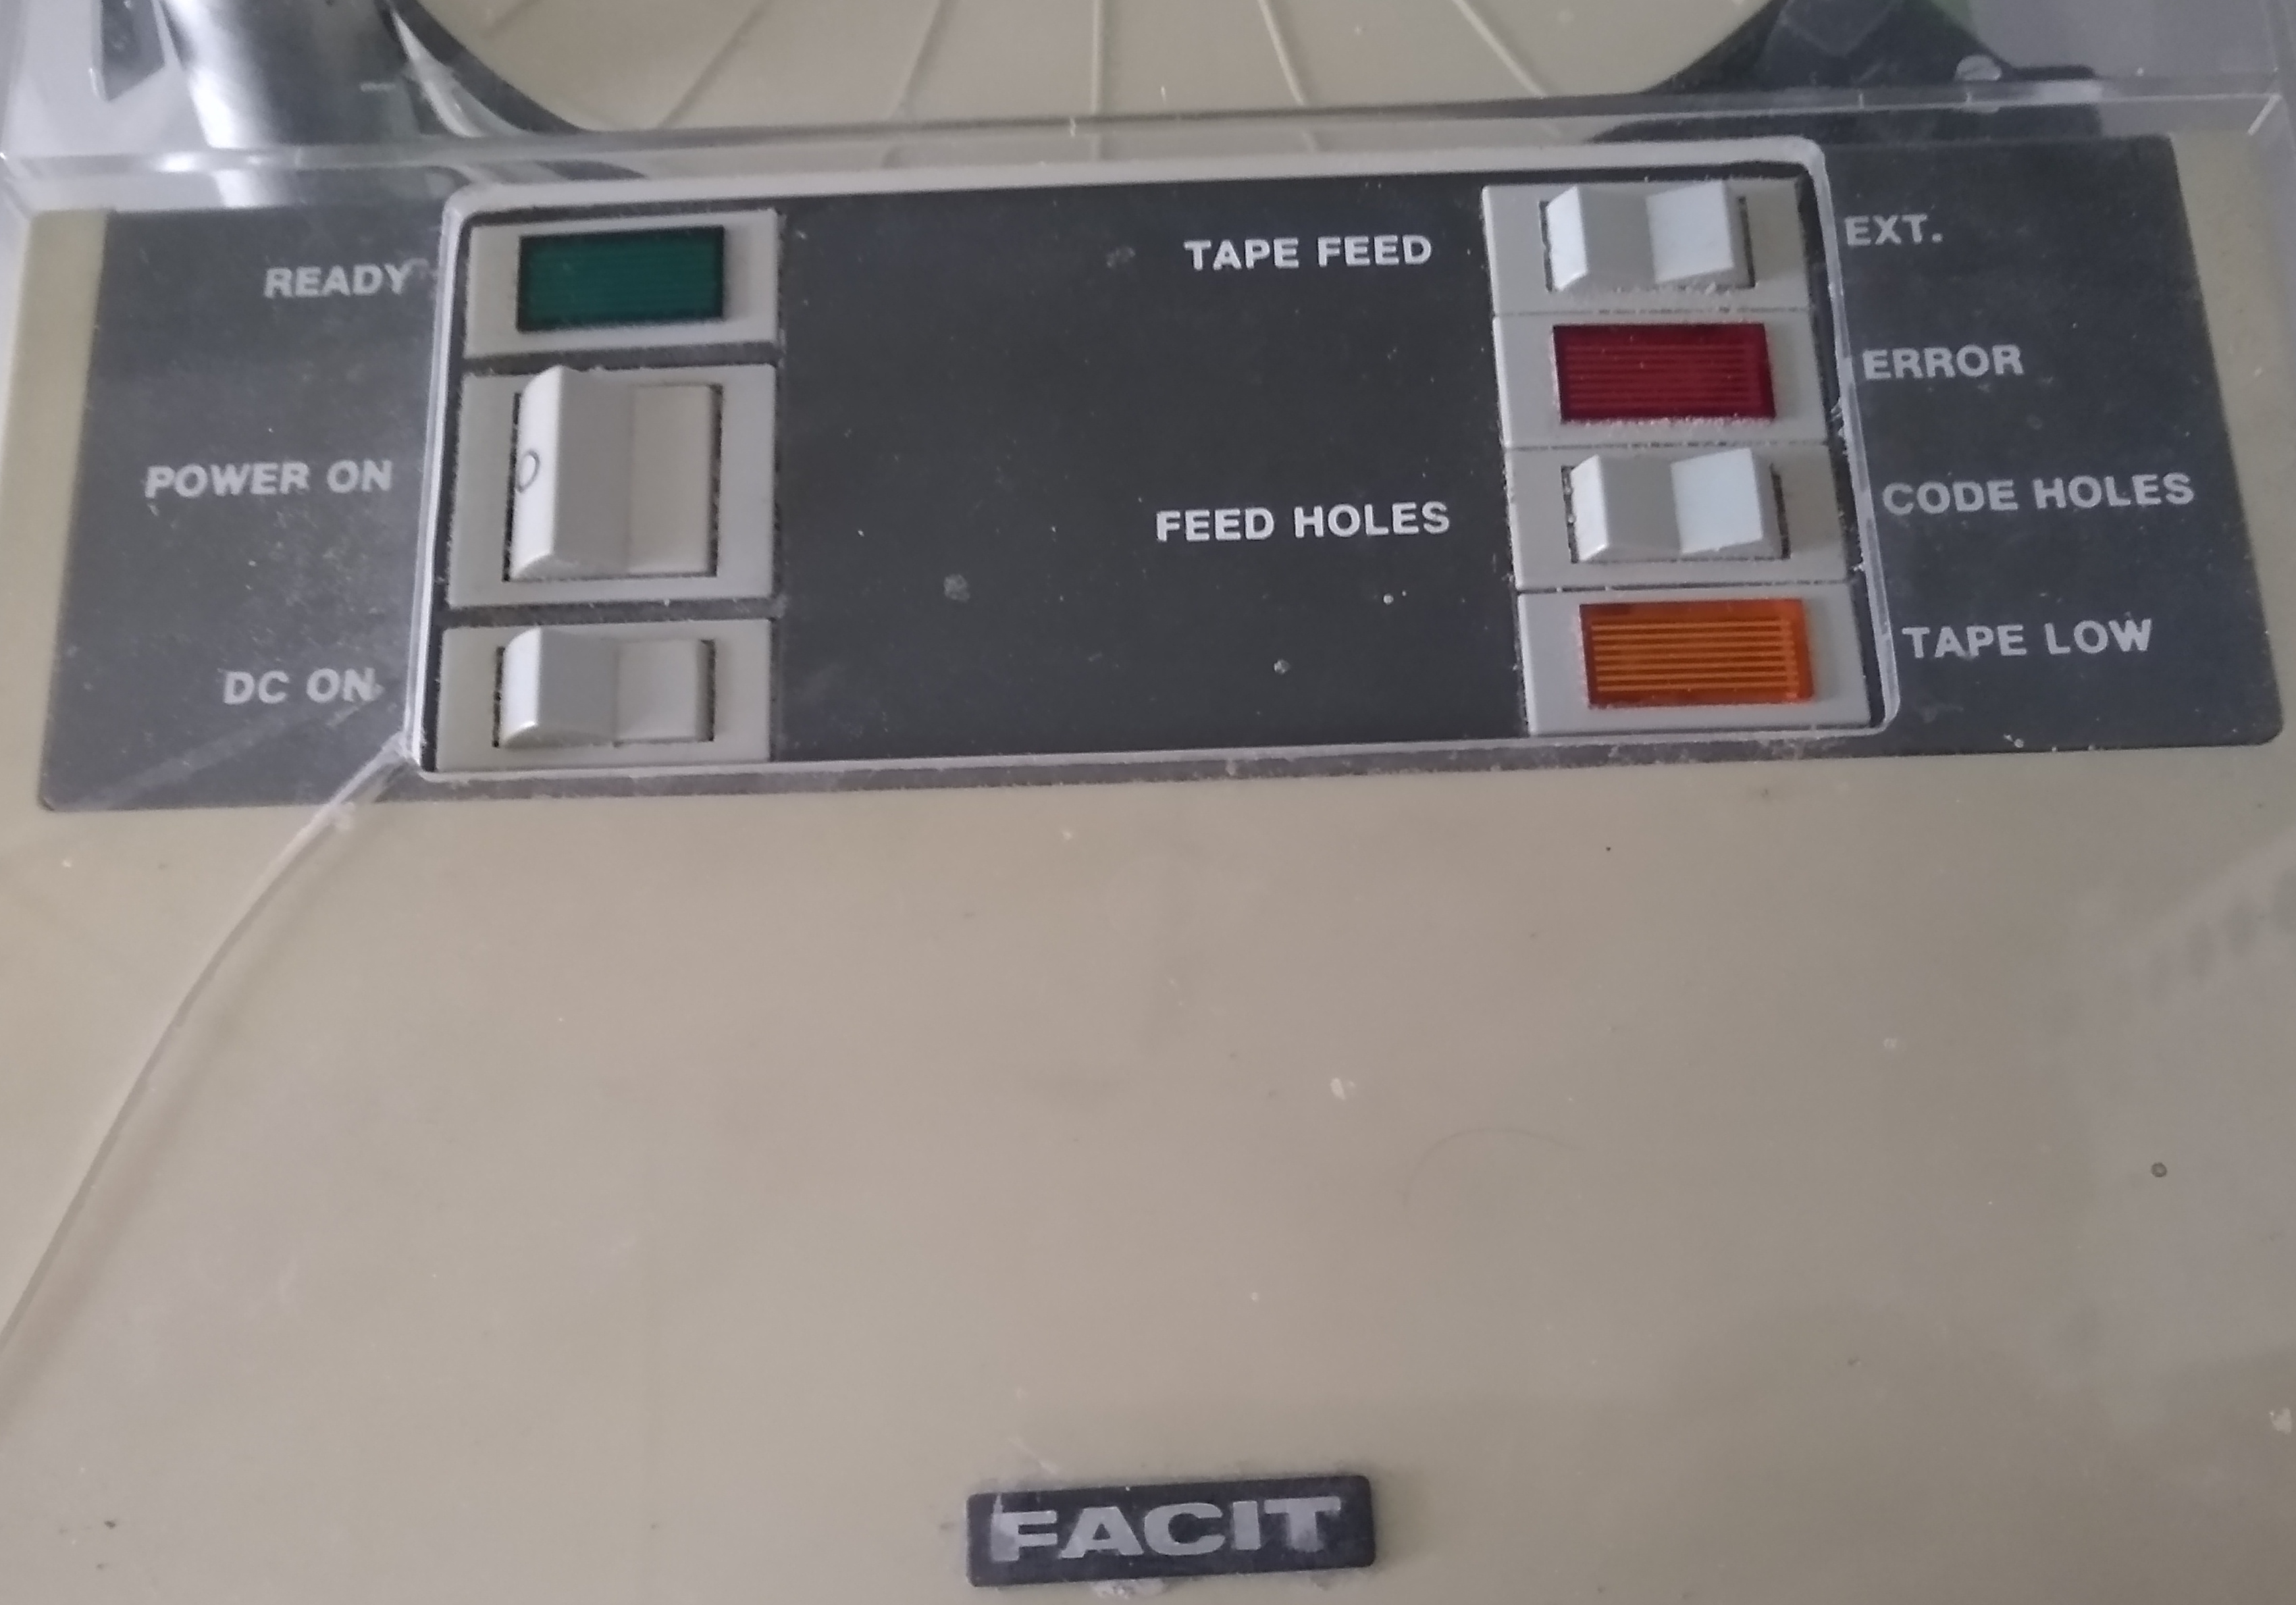 READY
TAPE FEED
EXT.
ERROR
POWER ON
O
FEED HOLES
CODE HOLES
DC ON
TAPE LOW
FACIT